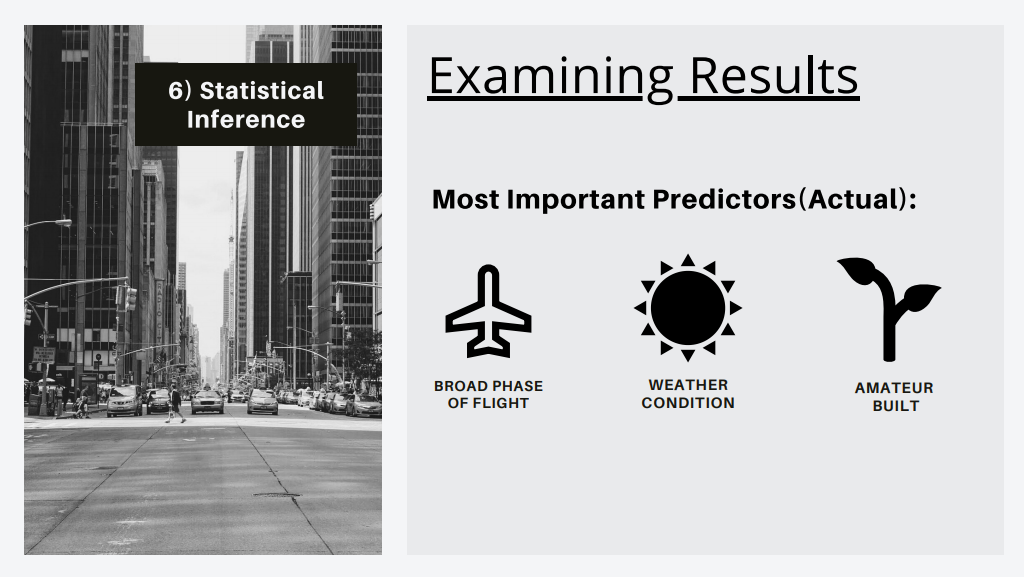 6) Statistical
Inference
Examining Results
Most Important Predictors(Actual):
BROAD PHASE
OF FLIGHT
WEATHER
CONDITION
AMATEUR
BUILT